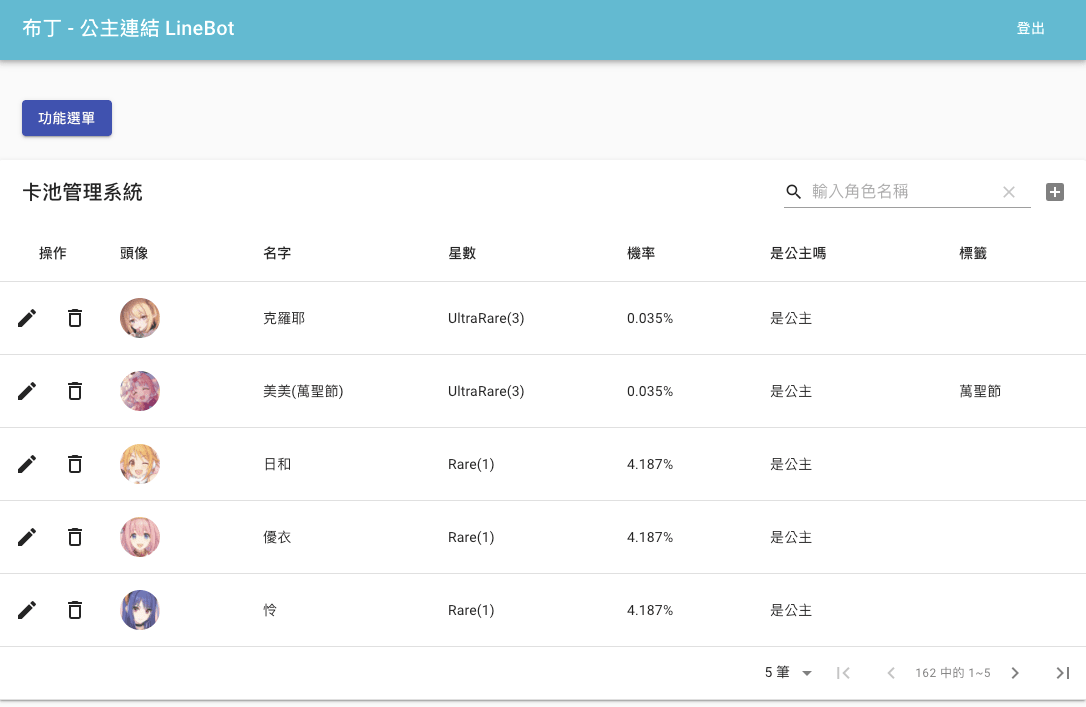 布丁 - 公主連結 LineBot 登出
功能選單
卡池管理系統 輸入角色名稱
操作 頭像 名字 星數 機率 是公主嗎 標籤
克羅耶 UltraRare(3) 0.035% 是公主
美美(萬聖節) UltraRare(3) 0.035% 是公主 萬聖節
日和 Rare(1) 4.187% 是公主
優衣 Rare(1) 4.187% 是公主
怜 Rare(1) 4.187% 是公主
5 筆 162 中的 1~5